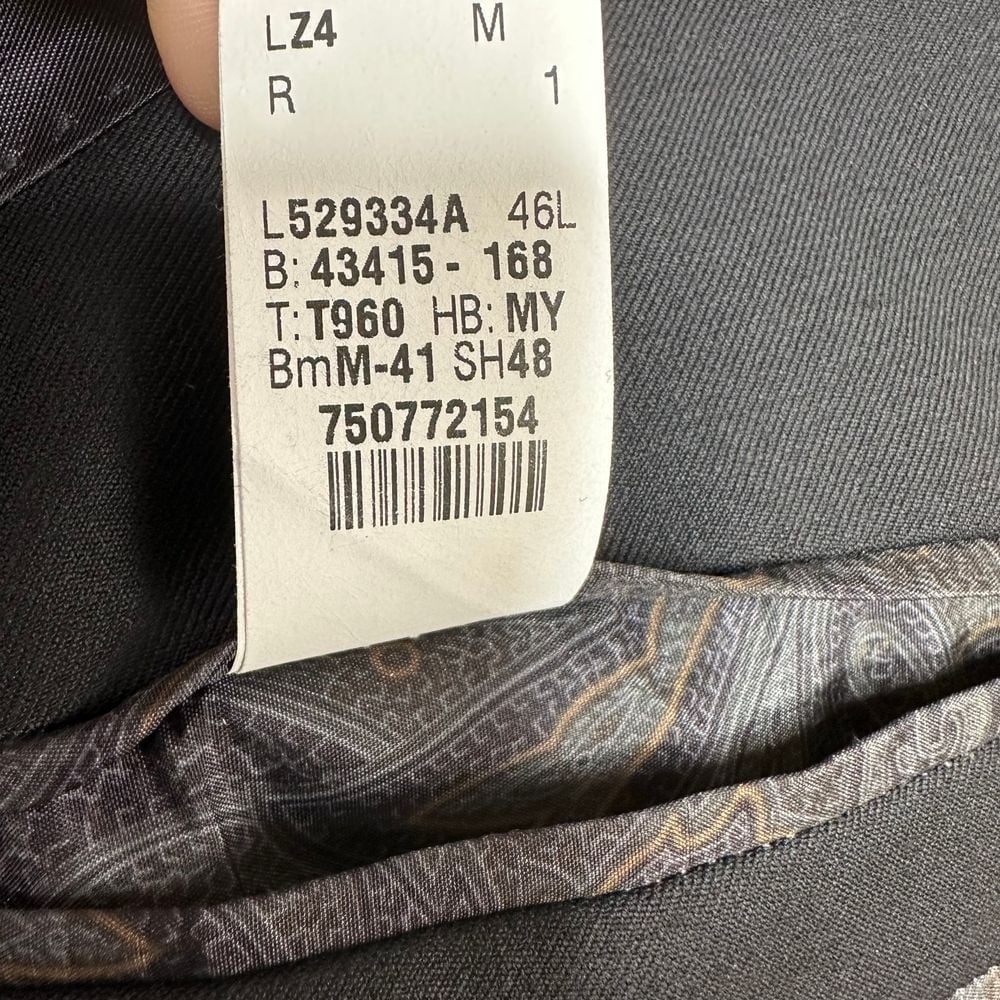 LZ4 M
R 1
L529334A 46L
B: 43415 - 168
T: T960 HB: MY
BmM-41 SH48
750772154